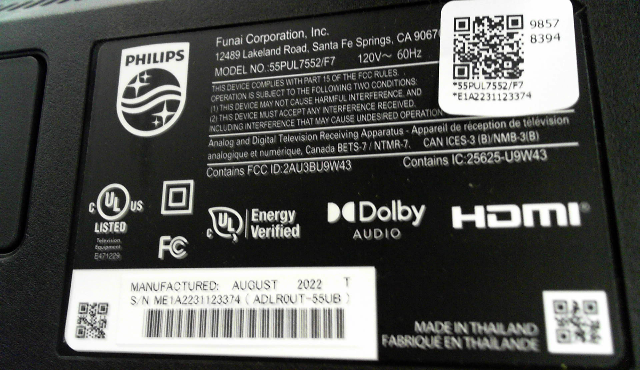 PHILIPS
Funai Corporation, Inc.
12489 Lakeland Road, Santa Fe Springs, CA 90670
MODEL NO.:55PUL7552/F7 120V~ 60Hz
THIS DEVICE COMPLIES WITH PART 15 OF THE FCC RULES.
OPERATION IS SUBJECT TO THE FOLLOWING TWO CONDITIONS:
(1) THIS DEVICE MAY NOT CAUSE HARMFUL INTERFERENCE, AND
(2) THIS DEVICE MUST ACCEPT ANY INTERFERENCE RECEIVED,
INCLUDING INTERFERENCE THAT MAY CAUSE UNDESIRED OPERATION
Analog and Digital Television Receiving Apparatus - Appareil de réception de télévision
analogique et numérique, Canada BETS-7 / NTMR-7. CAN ICES-3 (B)/NMB-3(B)
Contains FCC ID:2AU3BU9W43 Contains IC:25625-U9W43
9857
8394
*55PUL7552/F7
*E1A2231123374
C UL US
LISTED
Television
Equipment
E471229
FC
UL Energy
Verified
Dolby
AUDIO
HDMI
MANUFACTURED: AUGUST 2022 T
S/N ME1A2231123374 ( ADLR0UT-55UB )
MADE IN THAILAND
FABRIQUÉ EN THAÏLANDE